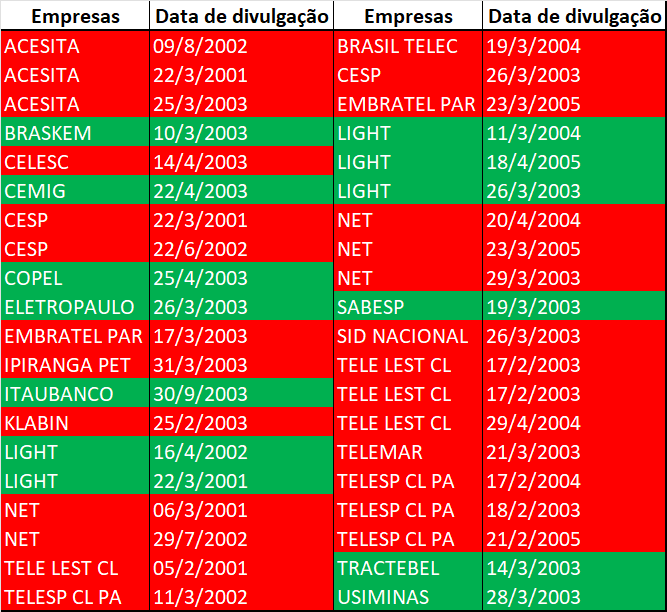 Empresas Data de divulgação Empresas Data de divulgação
ACESITA 09/8/2002 BRASIL TELEC 19/3/2004
ACESITA 22/3/2001 CESP 26/3/2003
ACESITA 25/3/2003 EMBRATEL PAR 23/3/2005
BRASKEM 10/3/2003 LIGHT 11/3/2004
CELESC 14/4/2003 LIGHT 18/4/2005
CEMIG 22/4/2003 LIGHT 26/3/2003
CESP 22/3/2001 NET 20/4/2004
CESP 22/6/2002 NET 23/3/2005
COPEL 25/4/2003 NET 29/3/2003
ELETROPAULO 26/3/2003 SABESP 19/3/2003
EMBRATEL PAR 17/3/2003 SID NACIONAL 26/3/2003
IPIRANGA PET 31/3/2003 TELE LEST CL 17/2/2003
ITAUBANCO 30/9/2003 TELE LEST CL 17/2/2003
KLABIN 25/2/2003 TELE LEST CL 29/4/2004
LIGHT 16/4/2002 TELEMAR 21/3/2003
LIGHT 22/3/2001 TELESP CL PA 17/2/2004
NET 06/3/2001 TELESP CL PA 18/2/2003
NET 29/7/2002 TELESP CL PA 21/2/2005
TELE LEST CL 05/2/2001 TRACTEBEL 14/3/2003
TELESP CL PA 11/3/2002 USIMINAS 28/3/2003